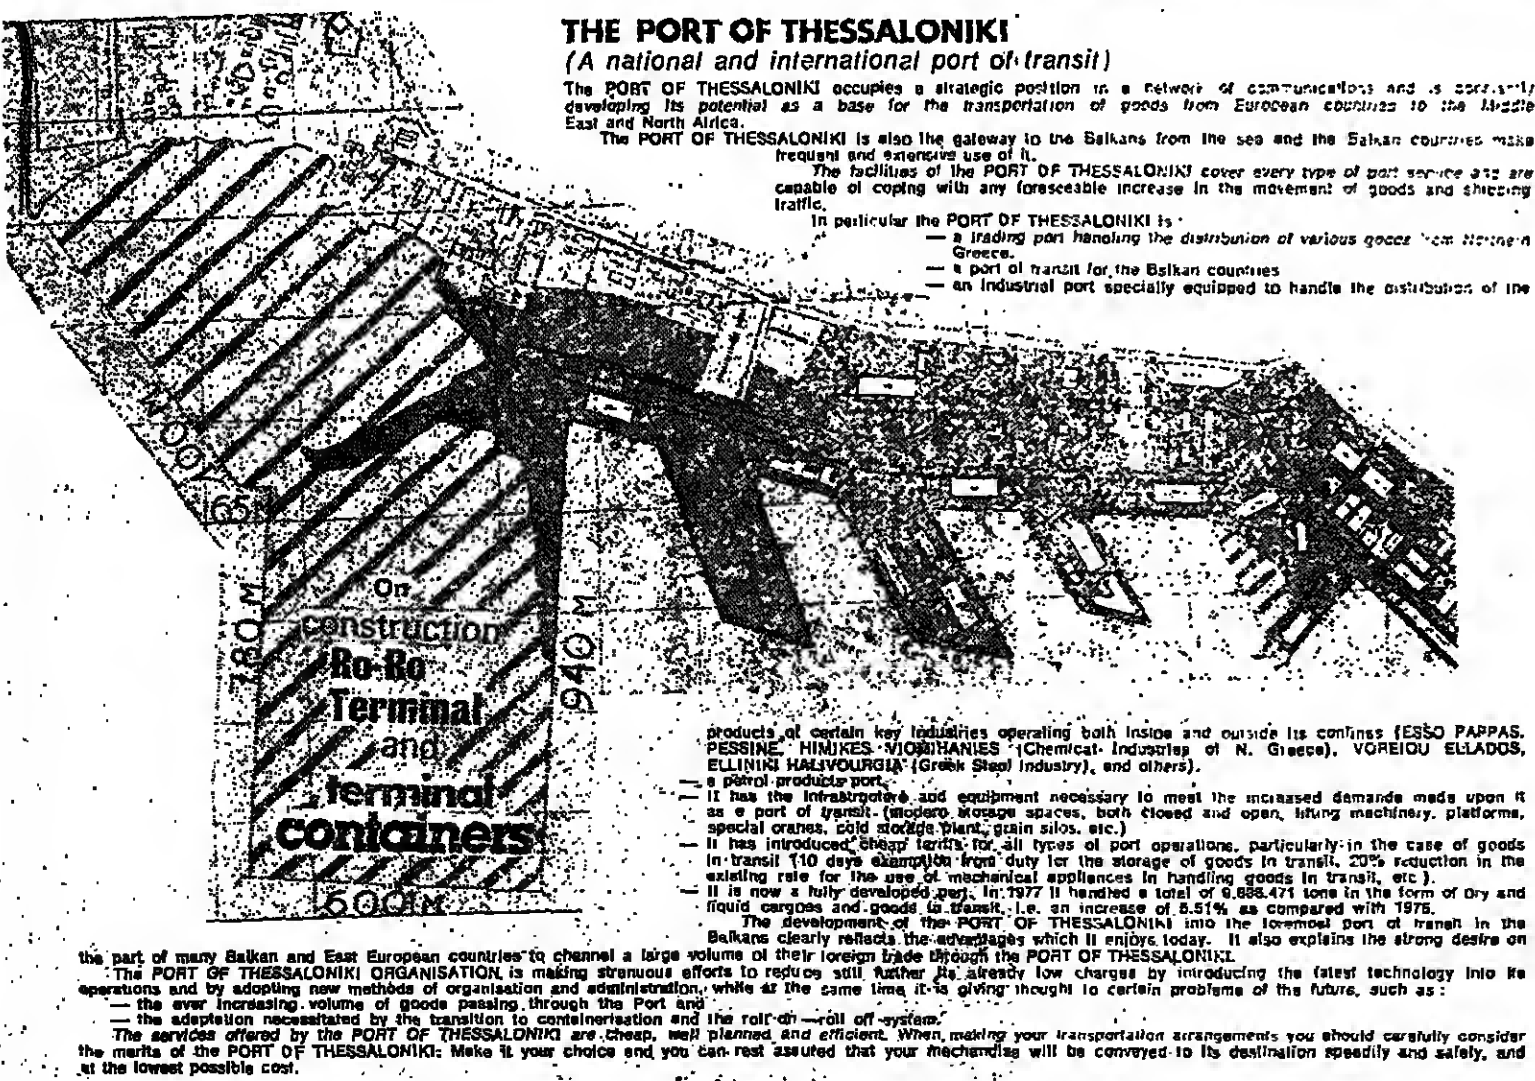 THE PORT OF THESSALONIKI
(A national and international port of transit)
The PORT OF THESSALONIKI occupies a strategic position in a network of communications and is constantly
developing its potential as a base for the transportation of goods from European countries to the Middle
East and North Africa.
The PORT OF THESSALONIKI is also the gateway to the Balkans from the sea and the Balkan countries make
frequent and extensive use of it.
The facilities of the PORT OF THESSALONIKI cover every type of port service and are
capable of coping with any foreseeable increase in the movement of goods and shipping
traffic.
In particular the PORT OF THESSALONIKI is
— a trading port handling the distribution of various goods from Northern
Greece.
— a port of transit for the Balkan countries
— an industrial port specially equipped to handle the distribution of the
400 M
65 M
780 M
940 M
600 M
On
construction
Ro-Ro
Terminal
and
terminal
containers
products of certain key industries operating both inside and outside its confines (ESSO PAPPAS,
PESSINE, HIMIKES VIOMIHANIES (Chemical Industries of N. Greece), VOREIOU ELLADOS,
ELLINIKI HALIVOURGIA (Greek Steel Industry), and others).
— a petrol products port
— It has the infrastructure and equipment necessary to meet the increased demands made upon it
as a port of transit (modern storage spaces, both closed and open, lifting machinery, platforms,
special cranes, cold storage plant, grain silos, etc.)
— It has introduced cheap tariffs for all types of port operations, particularly in the case of goods
in transit (10 days exemption from duty for the storage of goods in transit, 20% reduction in the
existing rate for the use of mechanical appliances in handling goods in transit, etc).
— It is now a fully developed port. In 1977 it handled a total of tons in the form of dry and
liquid cargoes and goods in transit, i.e. an increase of as compared with 1976.
The development of the PORT OF THESSALONIKI into the foremost port of transit in the
Balkans clearly reflects the advantages which it enjoys today. It also explains the strong desire on
the part of many Balkan and East European countries to channel a large volume of their foreign trade through the PORT OF THESSALONIKI.
The PORT OF THESSALONIKI ORGANISATION is making strenuous efforts to reduce still further its already low charges by introducing the latest technology into its
operations and by adopting new methods of organisation and administration, while at the same time it is giving thought to certain problems of the future, such as:
— the ever increasing volume of goods passing through the Port and
— the adaptation necessitated by the transition to containerisation and the roll on — roll off system.
The services offered by the PORT OF THESSALONIKI are cheap, well planned and efficient. When making your transportation arrangements you should carefully consider
the merits of the PORT OF THESSALONIKI. Make it your choice and you can rest assured that your mechandise will be conveyed to its destination speedily and safely, and
at the lowest possible cost.